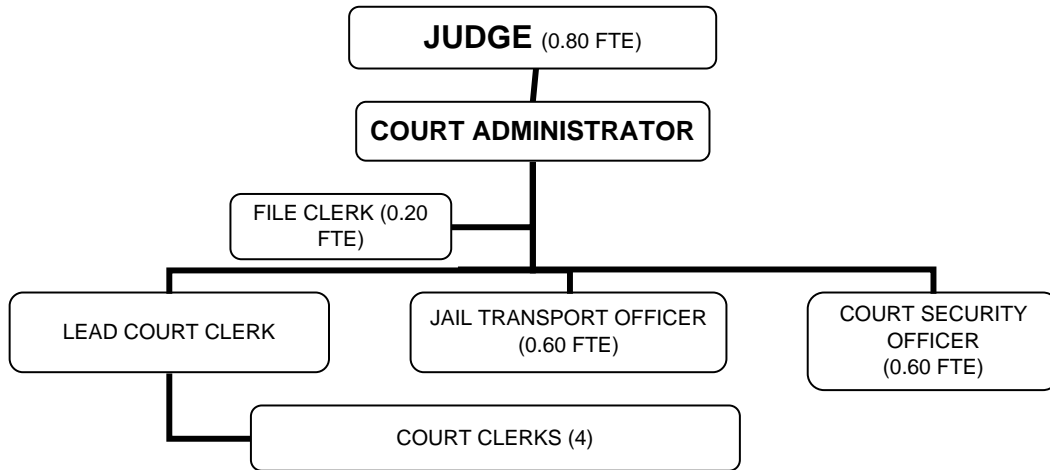 JUDGE (0.80 FTE)
COURT ADMINISTRATOR
FILE CLERK (0.20
FTE)
LEAD COURT CLERK
JAIL TRANSPORT OFFICER
(0.60 FTE)
COURT SECURITY
OFFICER
(0.60 FTE)
COURT CLERKS (4)